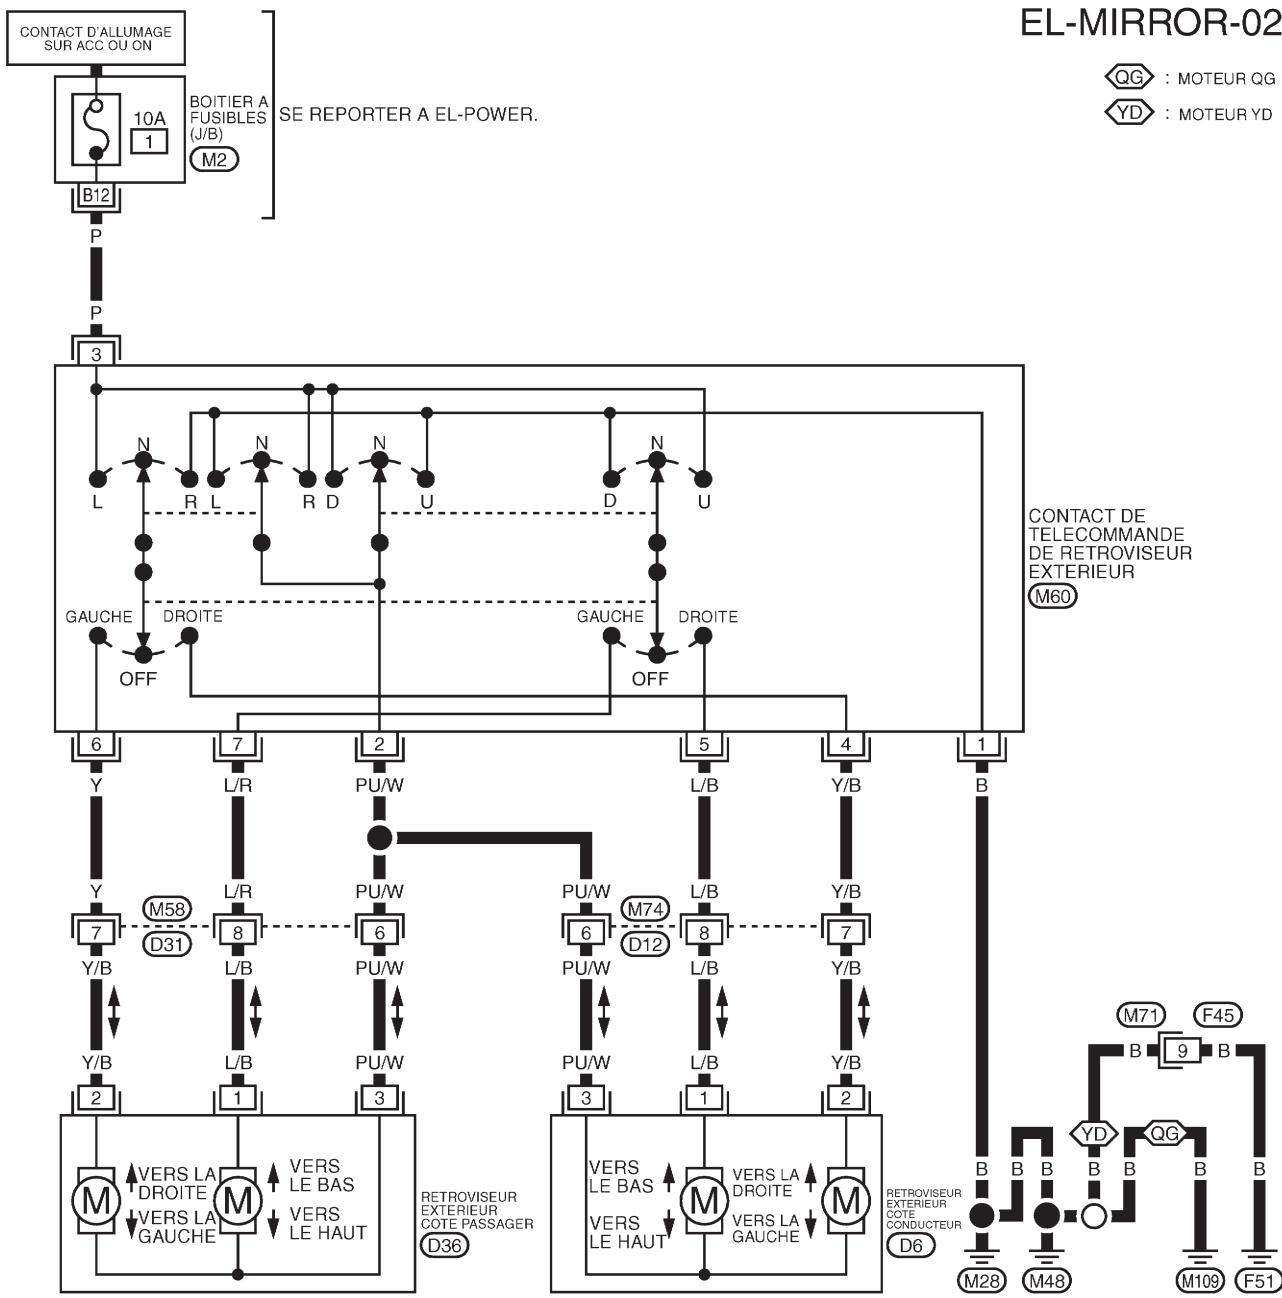 EL-MIRROR-02
QG : MOTEUR QG
YD : MOTEUR YD
CONTACT D'ALLUMAGE
SUR ACC OU ON
10A
1
BOITIER A
FUSIBLES
(J/B)
M2
SE REPORTER A EL-POWER.
B12
P
P
3
N N N N
L R L R D U D U
CONTACT DE
TELECOMMANDE
DE RETROVISEUR
EXTERIEUR
M60
GAUCHE DROITE GAUCHE DROITE
OFF OFF
6 7 2 5 4 1
Y L/R PU/W L/B Y/B B
Y L/R PU/W PU/W L/B Y/B
M58 M74
7 8 6 6 8 7
D31 D12
Y/B L/B PU/W PU/W L/B Y/B
M71 F45
B 9 B
Y/B L/B PU/W PU/W L/B Y/B
2 1 3 3 1 2
YD QG
M
VERS LA
DROITE
VERS LA
GAUCHE
M
VERS
LE BAS
VERS
LE HAUT
RETROVISEUR
EXTERIEUR
COTE PASSAGER
D36
VERS
LE BAS
VERS
LE HAUT
M
VERS LA
DROITE
VERS LA
GAUCHE
M
RETROVISEUR
EXTERIEUR
COTE
CONDUCTEUR
D6
B B B B B B B
M28 M48 M109 F51